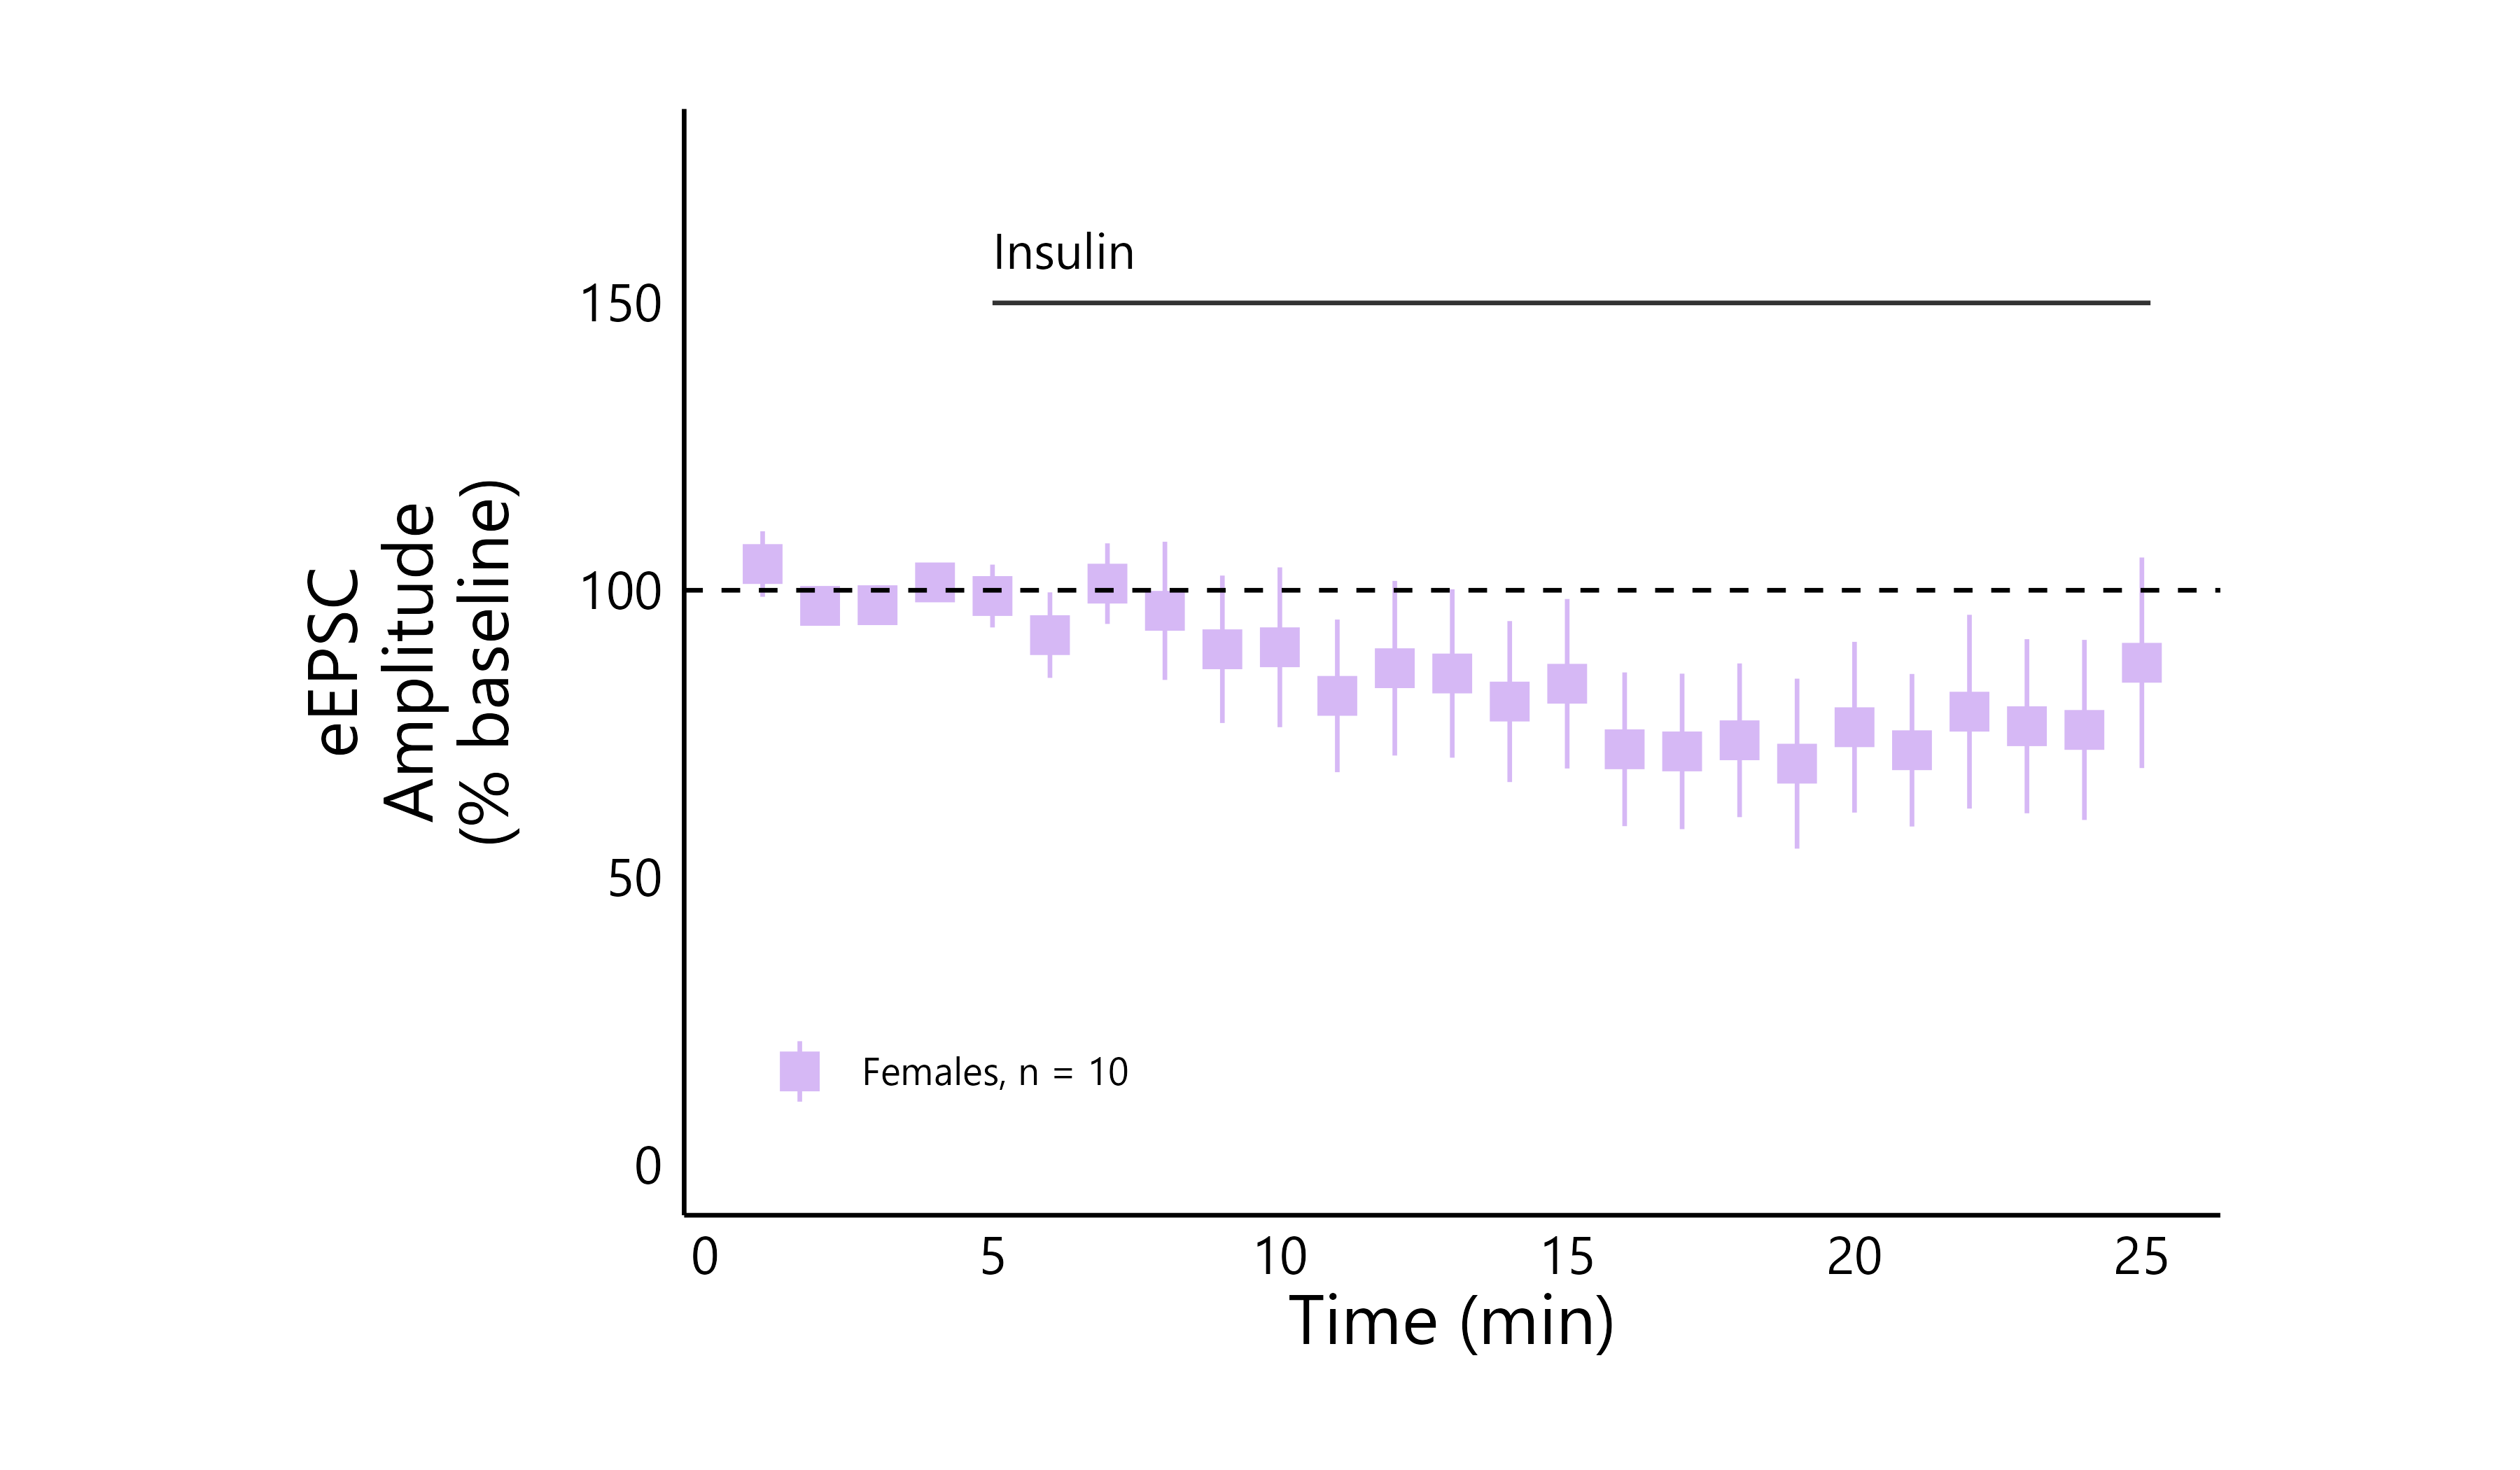 eEPSC
Amplitude
(% baseline)
150
100
50
0
Insulin
Females, n = 10
0 5 10 15 20 25
Time (min)